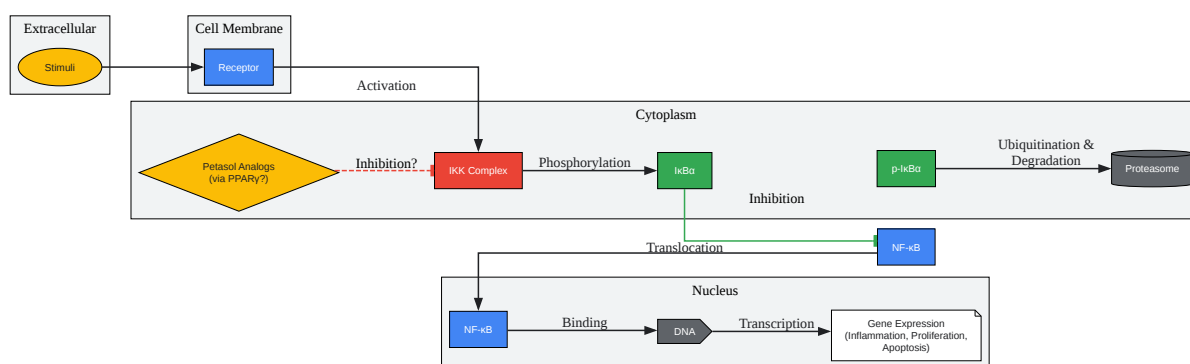 Extracellular
Cell Membrane
Stimuli
Receptor
Activation
Cytoplasm
Petasol Analogs
(via PPARγ?)
Inhibition?
IKK Complex
Phosphorylation
IκBα
p-IκBα
Ubiquitination &
Degradation
Proteasome
Inhibition
NF-κB
Translocation
Nucleus
NF-κB
Binding
DNA
Transcription
Gene Expression
(Inflammation, Proliferation,
Apoptosis)